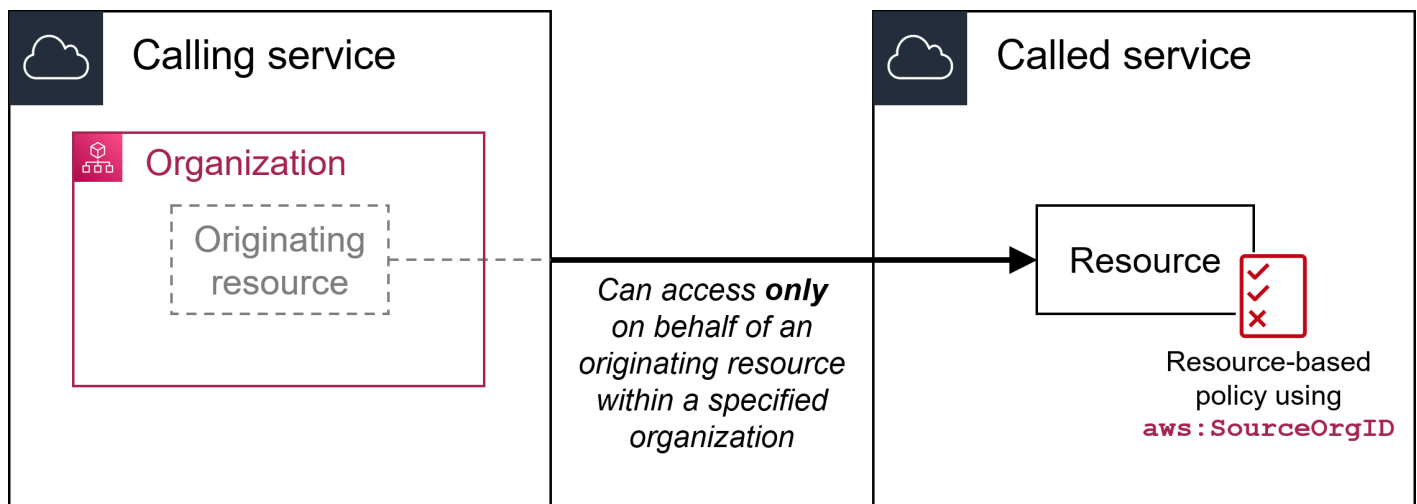 Calling service
Organization
Originating
resource
Can access only
on behalf of an
originating resource
within a specified
organization
Called service
Resource
Resource-based
policy using
aws:SourceOrgID